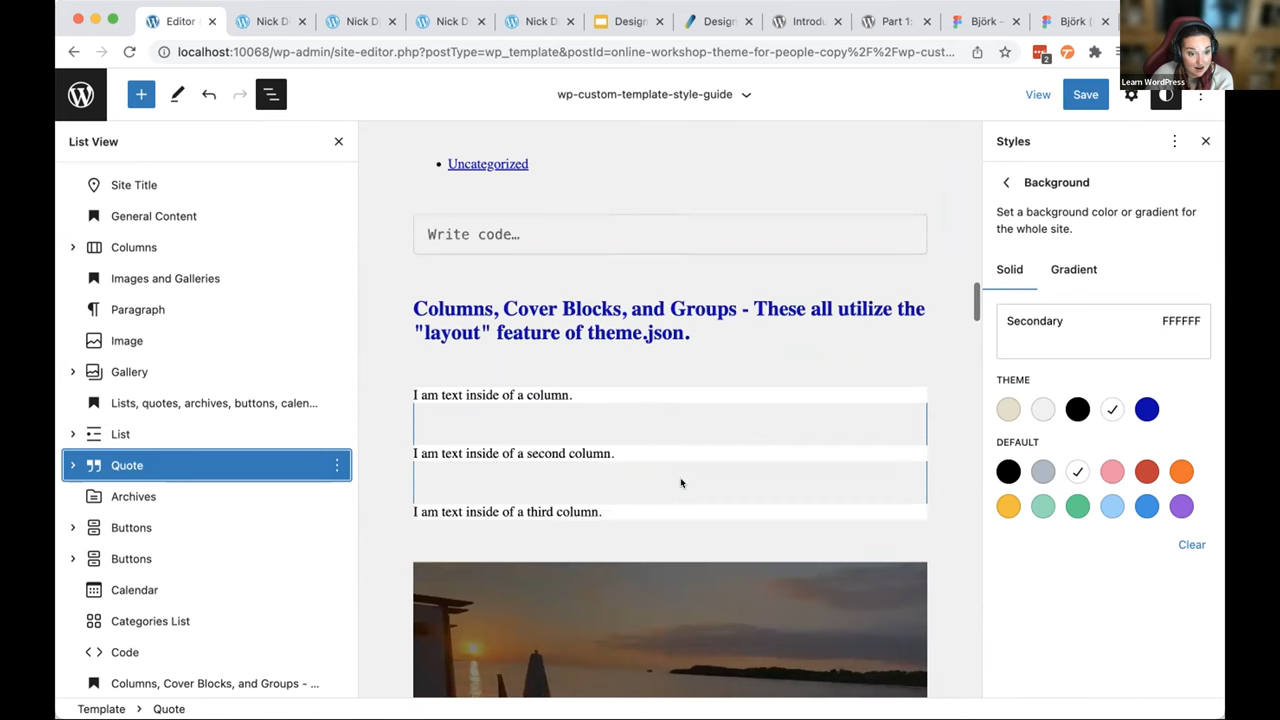 Editor (
Nick D
Nick D
Nick D
Nick D
Design
Design
Introdu
Part 1:
Björk –
Björk (
localhost:10068/wp-admin/site-editor.php?postType=wp_template&postId=online-workshop-theme-for-people-copy%2F%2Fwp-cust...
2
Learn WordPress
wp-custom-template-style-guide
View
Save
List View
Site Title
General Content
Columns
Images and Galleries
Paragraph
Image
Gallery
Lists, quotes, archives, buttons, calen...
List
Quote
Archives
Buttons
Buttons
Calendar
Categories List
Code
Columns, Cover Blocks, and Groups - ...
Uncategorized
Write code…
Columns, Cover Blocks, and Groups - These all utilize the
"layout" feature of theme.json.
I am text inside of a column.
I am text inside of a second column.
I am text inside of a third column.
Styles
Background
Set a background color or gradient for
the whole site.
Solid
Gradient
Secondary FFFFFF
THEME
DEFAULT
Clear
Template > Quote